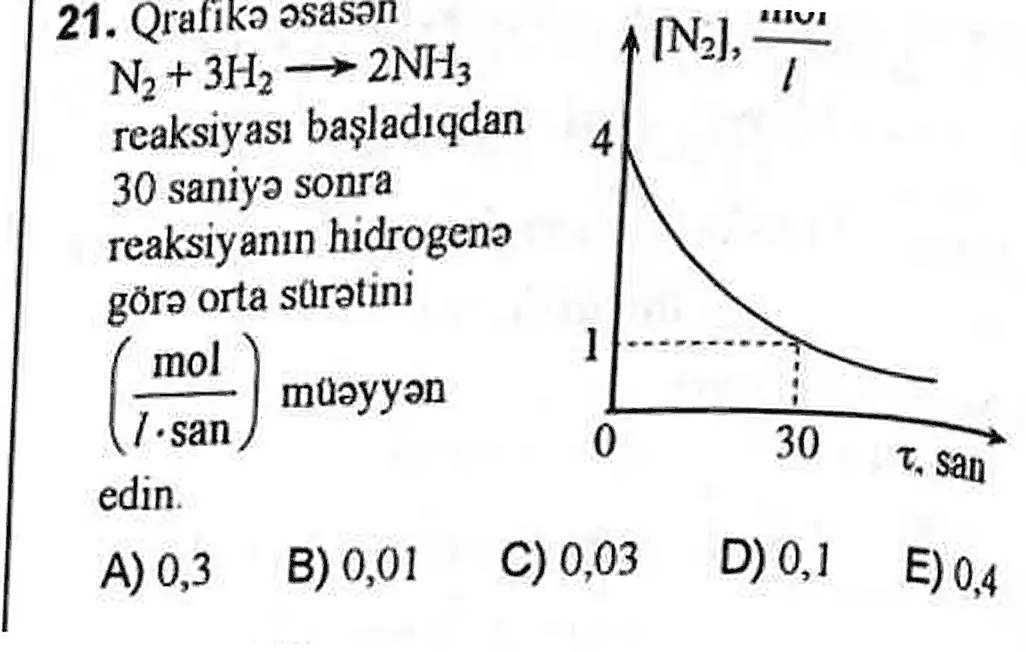 21. Qrafikə əsasən
N₂ + 3H₂ ⟶ 2NH₃
reaksiyası başladıqdan
30 saniyə sonra
reaksiyanın hidrogenə
görə orta sürətini
(mol / l·san) müəyyən
edin.
[N₂], mol / l
4
1
0
30
τ, san
A) 0,3 B) 0,01 C) 0,03 D) 0,1 E) 0,4